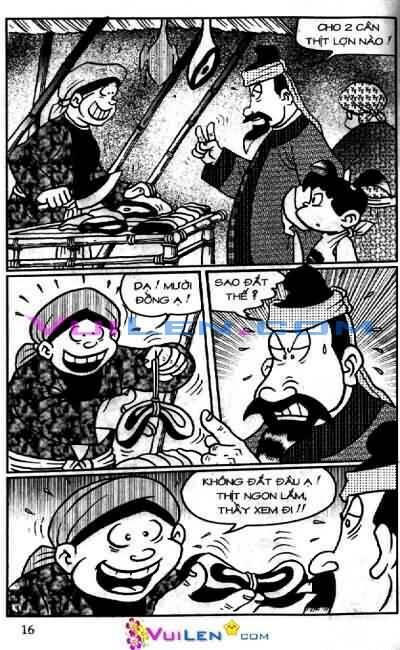 CHO 2 CÂN
THỊT LỢN NÀO!
DẠ! MƯỜI
ĐỒNG Ạ!
SAO ĐẮT
THẾ?
VUILEN.COM
KHÔNG ĐẮT ĐÂU Ạ!
THỊT NGON LẮM,
THẦY XEM ĐI!!
16
VUILEN COM